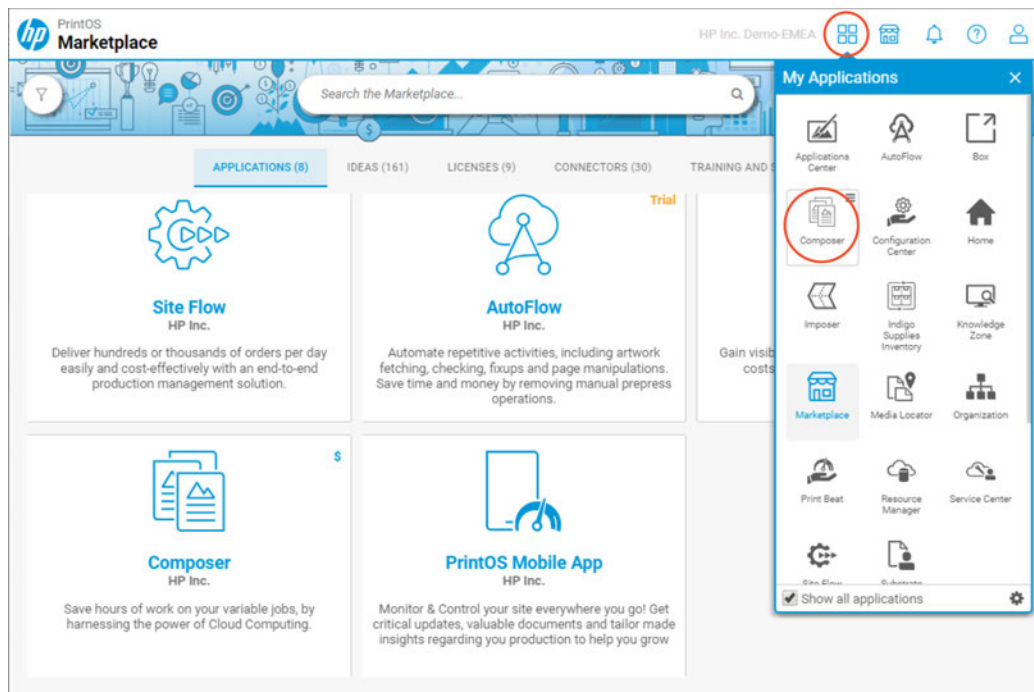 hp
PrintOS
Marketplace
HP Inc. Demo-EMEA
Search the Marketplace...
$
APPLICATIONS (8)
IDEAS (161)
LICENSES (9)
CONNECTORS (30)
TRAINING AND S
Site Flow
HP Inc.
Deliver hundreds or thousands of orders per day
easily and cost-effectively with an end-to-end
production management solution.
Trial
AutoFlow
HP Inc.
Automate repetitive activities, including artwork
fetching, checking, fixups and page manipulations.
Save time and money by removing manual prepress
operations.
Gain visib
costs
$
Composer
HP Inc.
Save hours of work on your variable jobs, by
harnessing the power of Cloud Computing.
PrintOS Mobile App
HP Inc.
Monitor & Control your site everywhere you go! Get
critical updates, valuable documents and tailor made
insights regarding you production to help you grow
My Applications
Applications
Center
AutoFlow
Box
Composer
Configuration
Center
Home
Imposer
Indigo
Supplies
Inventory
Knowledge
Zone
Marketplace
Media Locator
Organization
Print Beat
Resource
Manager
Service Center
Site Flow
Substrate
Show all applications